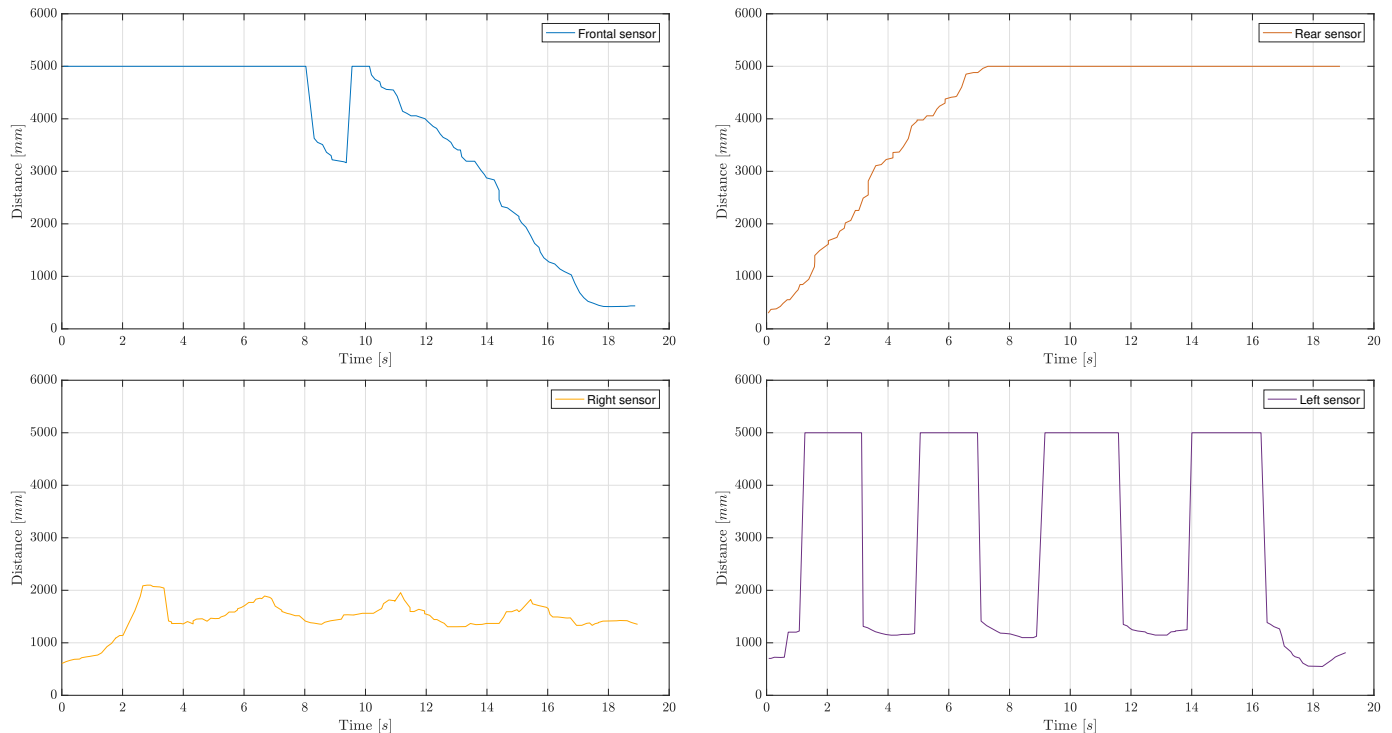 6000
5000
4000
3000
2000
1000
0
Distance [mm]
Frontal sensor
0 2 4 6 8 10 12 14 16 18 20
Time [s]
6000
5000
4000
3000
2000
1000
0
Distance [mm]
Rear sensor
0 2 4 6 8 10 12 14 16 18 20
Time [s]
6000
5000
4000
3000
2000
1000
0
Distance [mm]
Right sensor
0 2 4 6 8 10 12 14 16 18 20
Time [s]
6000
5000
4000
3000
2000
1000
0
Distance [mm]
Left sensor
0 2 4 6 8 10 12 14 16 18 20
Time [s]